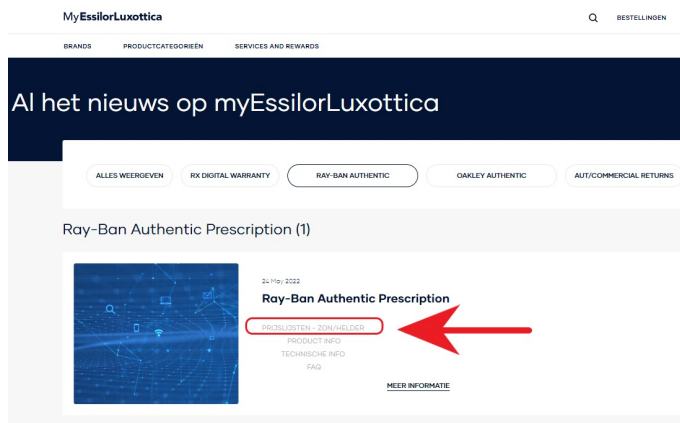 MyEssilorLuxottica
BESTELLINGEN
BRANDS PRODUCTCATEGORIEËN SERVICES AND REWARDS
Al het nieuws op myEssilorLuxottica
ALLES WEERGEVEN RX DIGITAL WARRANTY RAY-BAN AUTHENTIC OAKLEY AUTHENTIC AUT/COMMERCIAL RETURNS
Ray-Ban Authentic Prescription (1)
24 May 2022
Ray-Ban Authentic Prescription
PRIJSLIJSTEN - ZON/HELDER
PRODUCT INFO
TECHNISCHE INFO
FAQ
MEER INFORMATIE